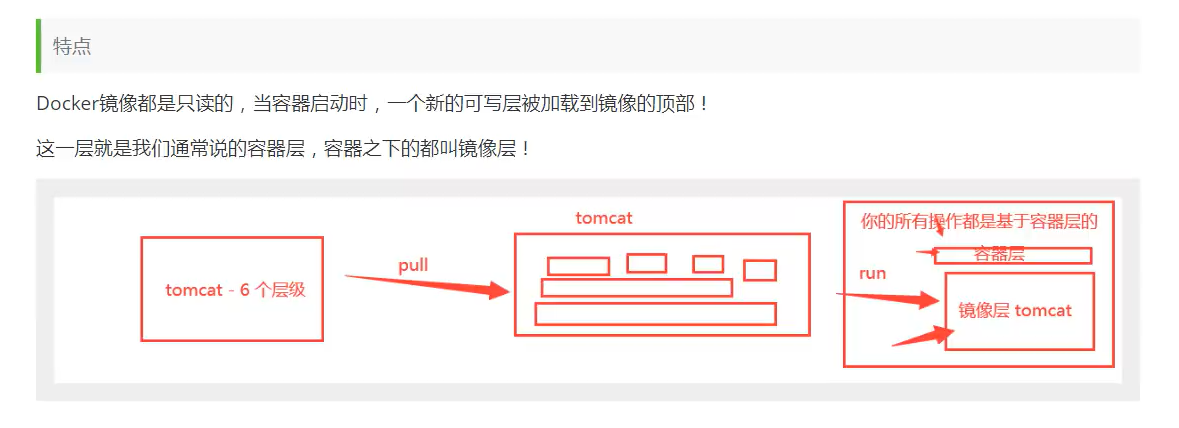 特点
Docker镜像都是只读的，当容器启动时，一个新的可写层被加载到镜像的顶部！
这一层就是我们通常说的容器层，容器之下的都叫镜像层！
tomcat - 6 个层级
pull
tomcat
run
你的所有操作都是基于容器层的
容器层
镜像层 tomcat